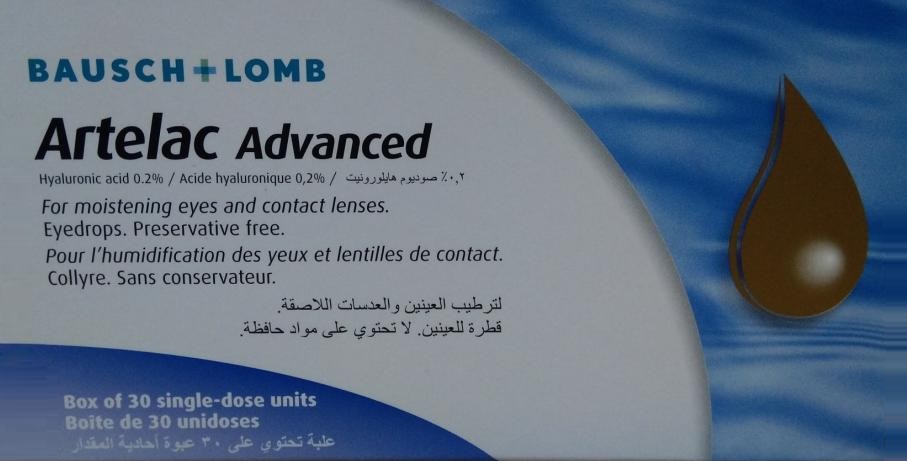 BAUSCH+LOMB
Artelac Advanced
Hyaluronic acid 0.2% / Acide hyaluronique 0,2% / صوديوم هايلورونيت ٠,٢٪
For moistening eyes and contact lenses.
Eyedrops. Preservative free.
Pour l'humidification des yeux et lentilles de contact.
Collyre. Sans conservateur.
لترطيب العينين والعدسات اللاصقة.
قطرة للعينين. لا تحتوي على مواد حافظة.
Box of 30 single-dose units
Boîte de 30 unidoses
علبة تحتوي على ٣٠ عبوة أحادية المقدار